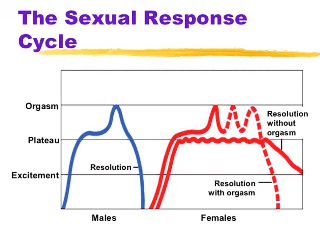 The Sexual Response
Cycle
Orgasm
Plateau
Excitement
Resolution
Resolution
without
orgasm
Resolution
with orgasm
Males
Females